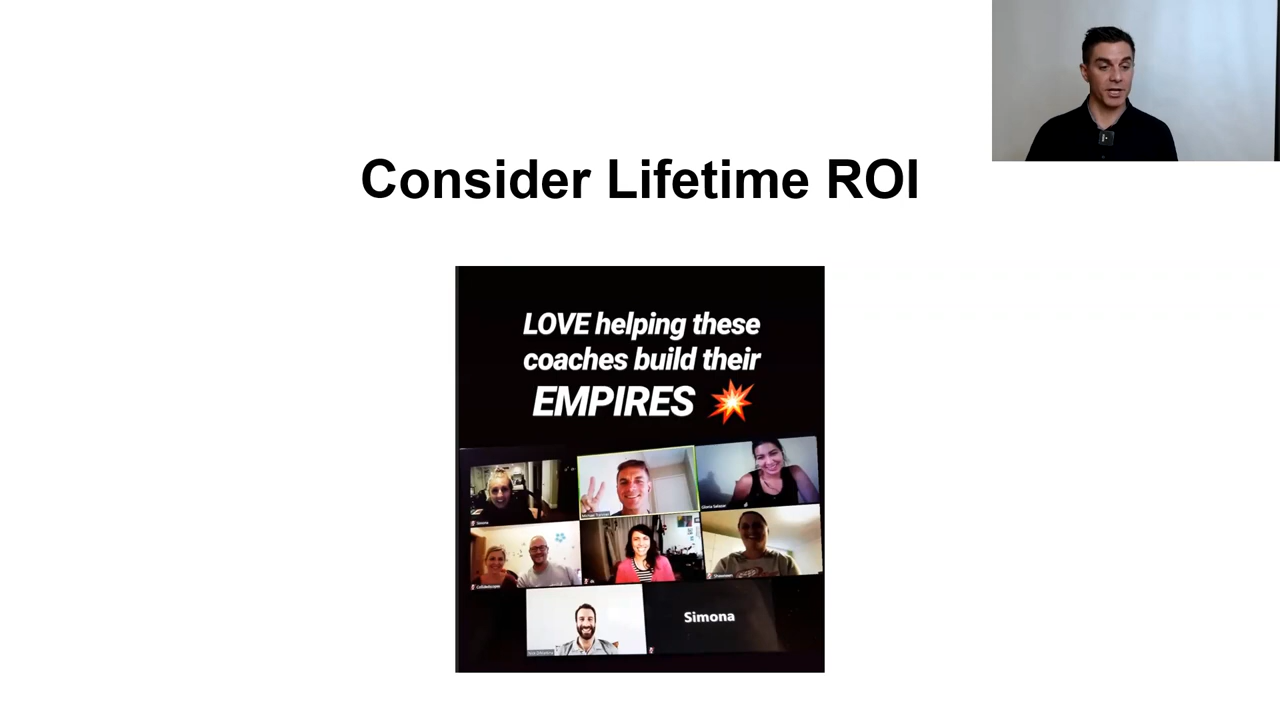 Consider Lifetime ROI
LOVE helping these
coaches build their
EMPIRES
Simona